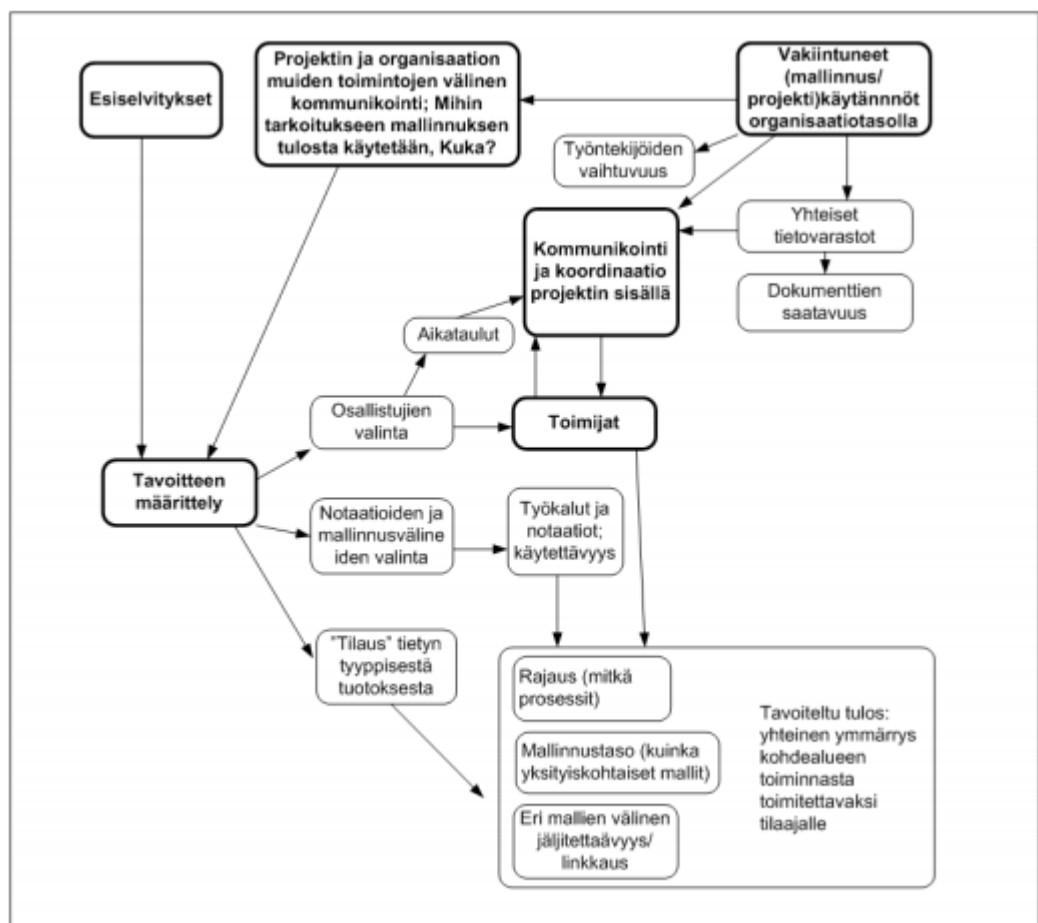 Esiselvitykset
Projektin ja organisaation
muiden toimintojen välinen
kommunikointi; Mihin
tarkoitukseen mallinnuksen
tulosta käytetään, Kuka?
Vakiintuneet
(mallinnus/
projekti)käytännnöt
organisaatiotasolla
Työntekijöiden
vaihtuvuus
Yhteiset
tietovarastot
Dokumenttien
saatavuus
Kommunikointi
ja koordinaatio
projektin sisällä
Aikataulut
Osallistujien
valinta
Toimijat
Tavoitteen
määrittely
Notaatioiden ja
mallinnusväline
iden valinta
Työkalut ja
notaatiot;
käytettävyys
"Tilaus" tietyn
tyyppisestä
tuotoksesta
Rajaus (mitkä
prosessit)
Mallinnustaso (kuinka
yksityiskohtaiset mallit)
Eri mallien välinen
jäljitettaävyys/
linkkaus
Tavoiteltu tulos:
yhteinen ymmärrys
kohdealueen
toiminnasta
toimitettavaksi
tilaajalle